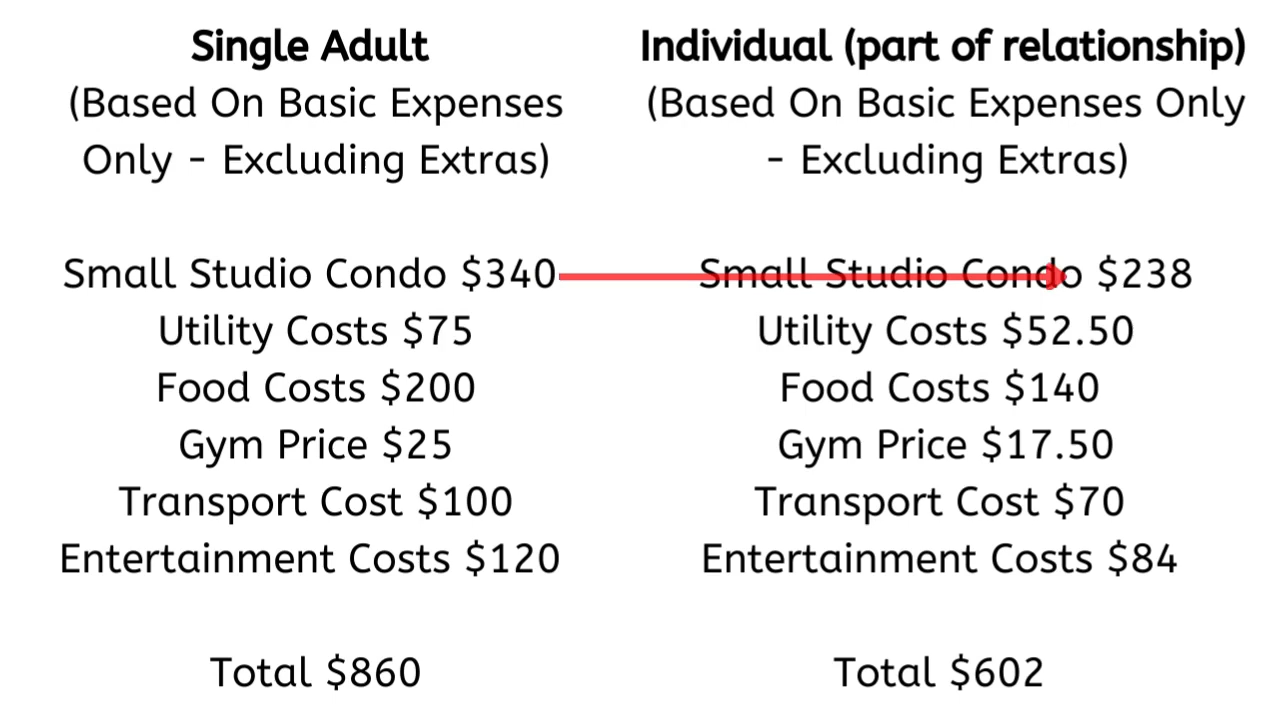 Single Adult
(Based On Basic Expenses
Only - Excluding Extras)
Small Studio Condo $340
Utility Costs $75
Food Costs $200
Gym Price $25
Transport Cost $100
Entertainment Costs $120
Total $860
Individual (part of relationship)
(Based On Basic Expenses Only
- Excluding Extras)
Small Studio Condo $238
Utility Costs $52.50
Food Costs $140
Gym Price $17.50
Transport Cost $70
Entertainment Costs $84
Total $602